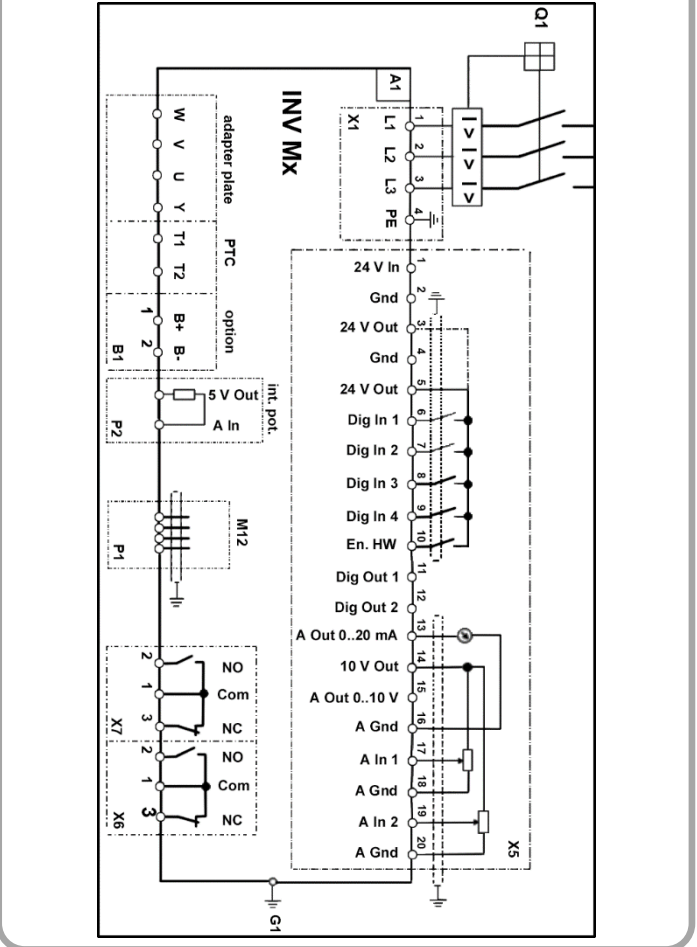 Q1
A1
INV Mx
X1
L1 1
L2 2
L3 3
PE 4
I > I > I >
adapter plate
W
V
U
Y
PTC
T1
T2
option
1 B+
2 B-
B1
int. pot.
5 V Out
A In
P2
M12
P1
2 NO
1 Com
3 NC
X7
2 NO
1 Com
3 NC
X6
24 V In 1
Gnd 2
24 V Out 3
Gnd 4
24 V Out 5
Dig In 1 6
Dig In 2 7
Dig In 3 8
Dig In 4 9
En. HW 10
Dig Out 1 11
Dig Out 2 12
A Out 0..20 mA 13
10 V Out 14
A Out 0..10 V 15
A Gnd 16
A In 1 17
A Gnd 18
A In 2 19
A Gnd 20
X5
G1